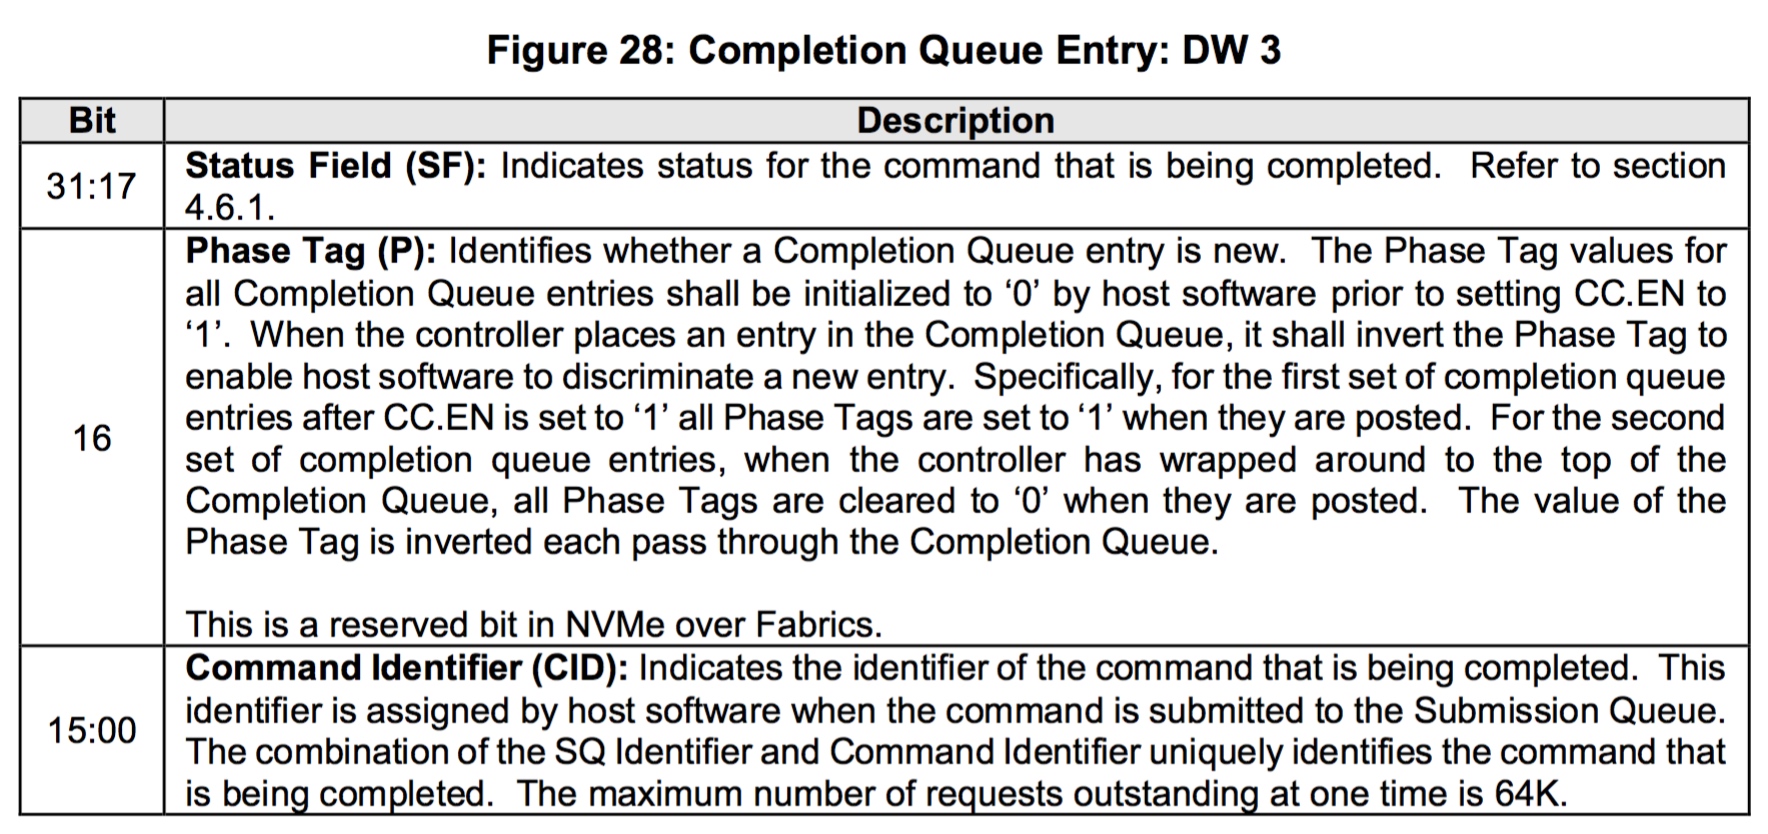 Figure 28: Completion Queue Entry: DW 3
Bit Description
31:17 Status Field (SF): Indicates status for the command that is being completed. Refer to section
4.6.1.
Phase Tag (P): Identifies whether a Completion Queue entry is new. The Phase Tag values for
all Completion Queue entries shall be initialized to ‘0’ by host software prior to setting CC.EN to
‘1’. When the controller places an entry in the Completion Queue, it shall invert the Phase Tag to
enable host software to discriminate a new entry. Specifically, for the first set of completion queue
entries after CC.EN is set to ‘1’ all Phase Tags are set to ‘1’ when they are posted. For the second
16 set of completion queue entries, when the controller has wrapped around to the top of the
Completion Queue, all Phase Tags are cleared to ‘0’ when they are posted. The value of the
Phase Tag is inverted each pass through the Completion Queue.
This is a reserved bit in NVMe over Fabrics.
Command Identifier (CID): Indicates the identifier of the command that is being completed. This
identifier is assigned by host software when the command is submitted to the Submission Queue.
15:00 The combination of the SQ Identifier and Command Identifier uniquely identifies the command that
is being completed. The maximum number of requests outstanding at one time is 64K.